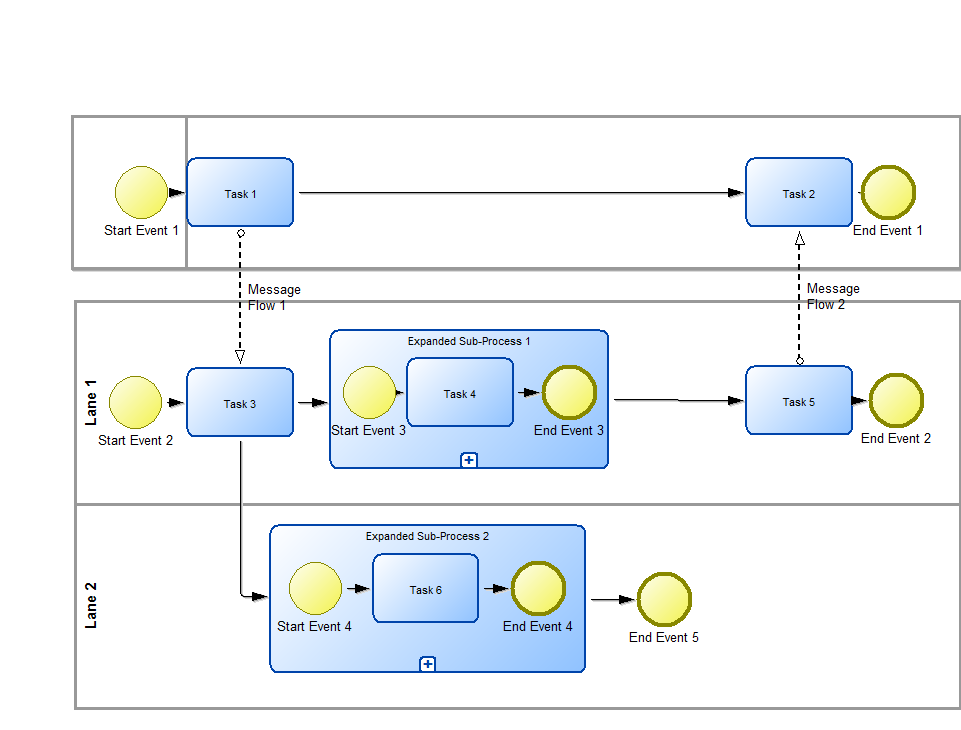 Task 1
Task 2
Start Event 1
End Event 1
Message
Flow 1
Message
Flow 2
Lane 1
Expanded Sub-Process 1
Task 3
Task 4
Task 5
Start Event 2
Start Event 3
End Event 3
End Event 2
Lane 2
Expanded Sub-Process 2
Task 6
Start Event 4
End Event 4
End Event 5